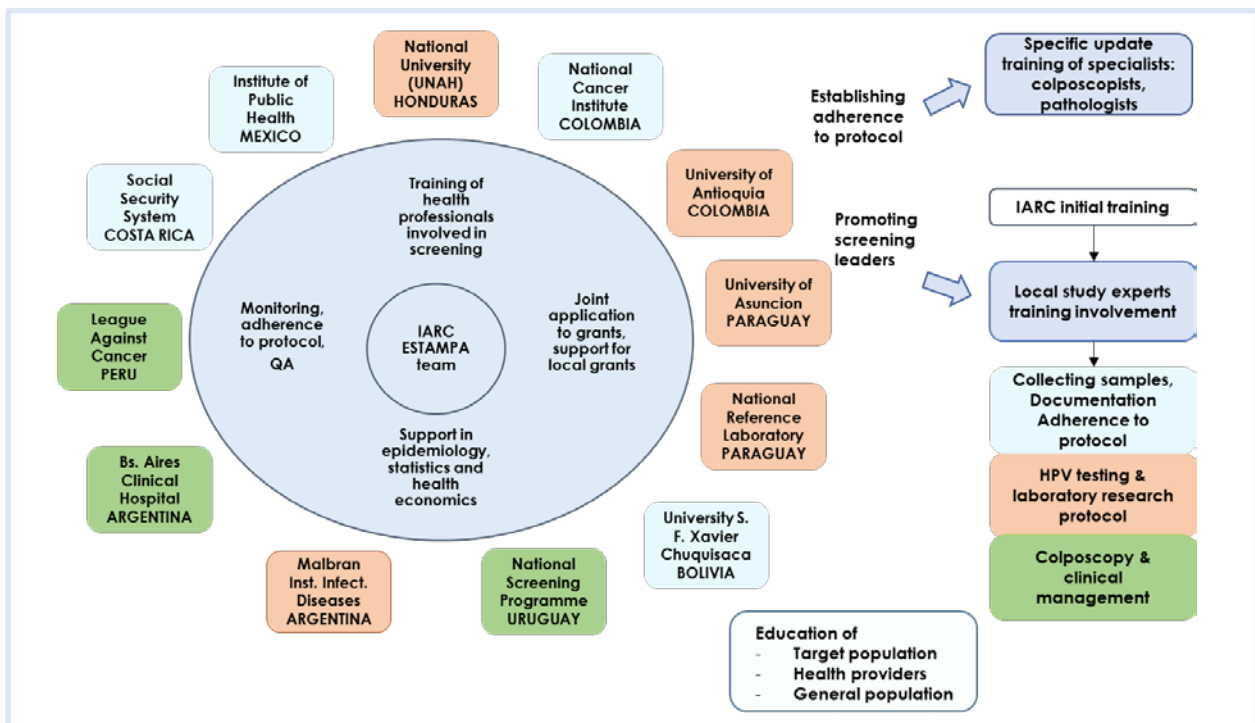 National
University
(UNAH)
HONDURAS
Institute of
Public
Health
MEXICO
National
Cancer
Institute
COLOMBIA
Social
Security
System
COSTA RICA
University of
Antioquia
COLOMBIA
League
Against
Cancer
PERU
University of
Asuncion
PARAGUAY
Bs. Aires
Clinical
Hospital
ARGENTINA
National
Reference
Laboratory
PARAGUAY
Malbran
Inst. Infect.
Diseases
ARGENTINA
National
Screening
Programme
URUGUAY
University S.
F. Xavier
Chuquisaca
BOLIVIA
Training of
health
professionals
involved in
screening
Monitoring,
adherence
to protocol,
QA
IARC
ESTAMPA
team
Joint
application
to grants,
support for
local grants
Support in
epidemiology,
statistics and
health
economics
Establishing
adherence
to protocol
Specific update
training of specialists:
colposcopists,
pathologists
Promoting
screening
leaders
IARC initial training
Local study experts
training involvement
Collecting samples,
Documentation
Adherence to
protocol
HPV testing &
laboratory research
protocol
Colposcopy &
clinical
management
Education of
- Target population
- Health providers
- General population